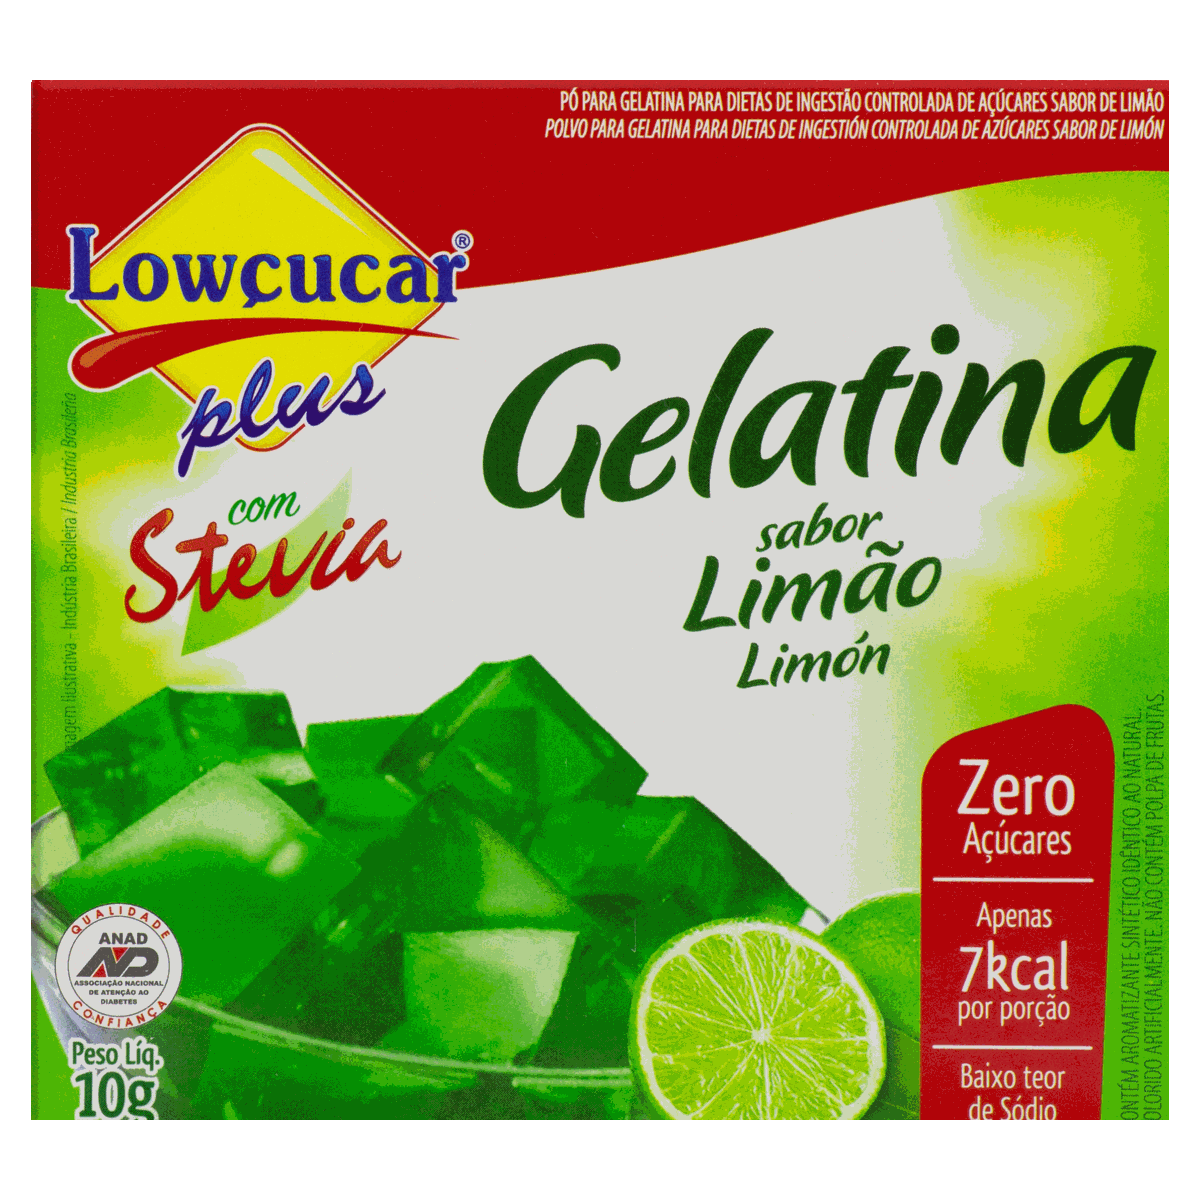 PÓ PARA GELATINA PARA DIETAS DE INGESTÃO CONTROLADA DE AÇÚCARES SABOR DE LIMÃO
POLVO PARA GELATINA PARA DIETAS DE INGESTIÓN CONTROLADA DE AZÚCARES SABOR DE LIMÓN
Lowçucar®
plus
com
Stevia
Gelatina
sabor
Limão
Limón
Zero
Açúcares
Apenas
7kcal
por porção
Baixo teor
de Sódio
QUALIDADE
ANAD
ASSOCIAÇÃO NACIONAL
DE ATENÇÃO AO
DIABETES
CONFIANÇA
Peso Líq.
10g
Ilustrativa - Indústria Brasileira / Industria Brasileña
AROMATIZANTE SINTÉTICO IDÊNTICO AO NATURAL.
ARTIFICIALMENTE. NÃO CONTÉM POLPA DE FRUTAS.